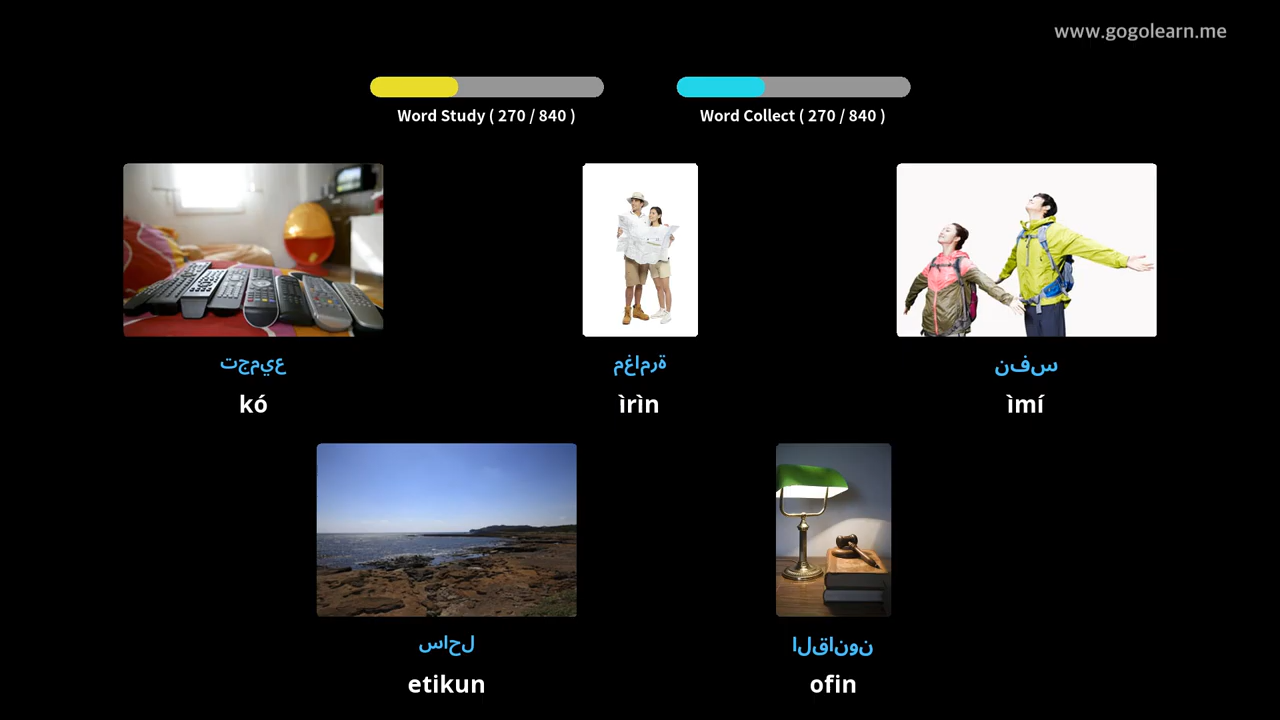 www.gogolearn.me
Word Study ( 270 / 840 )
Word Collect ( 270 / 840 )
تجميع
kó
مغامرة
ìrìn
نفس
ìmí
ساحل
etikun
القانون
ofin